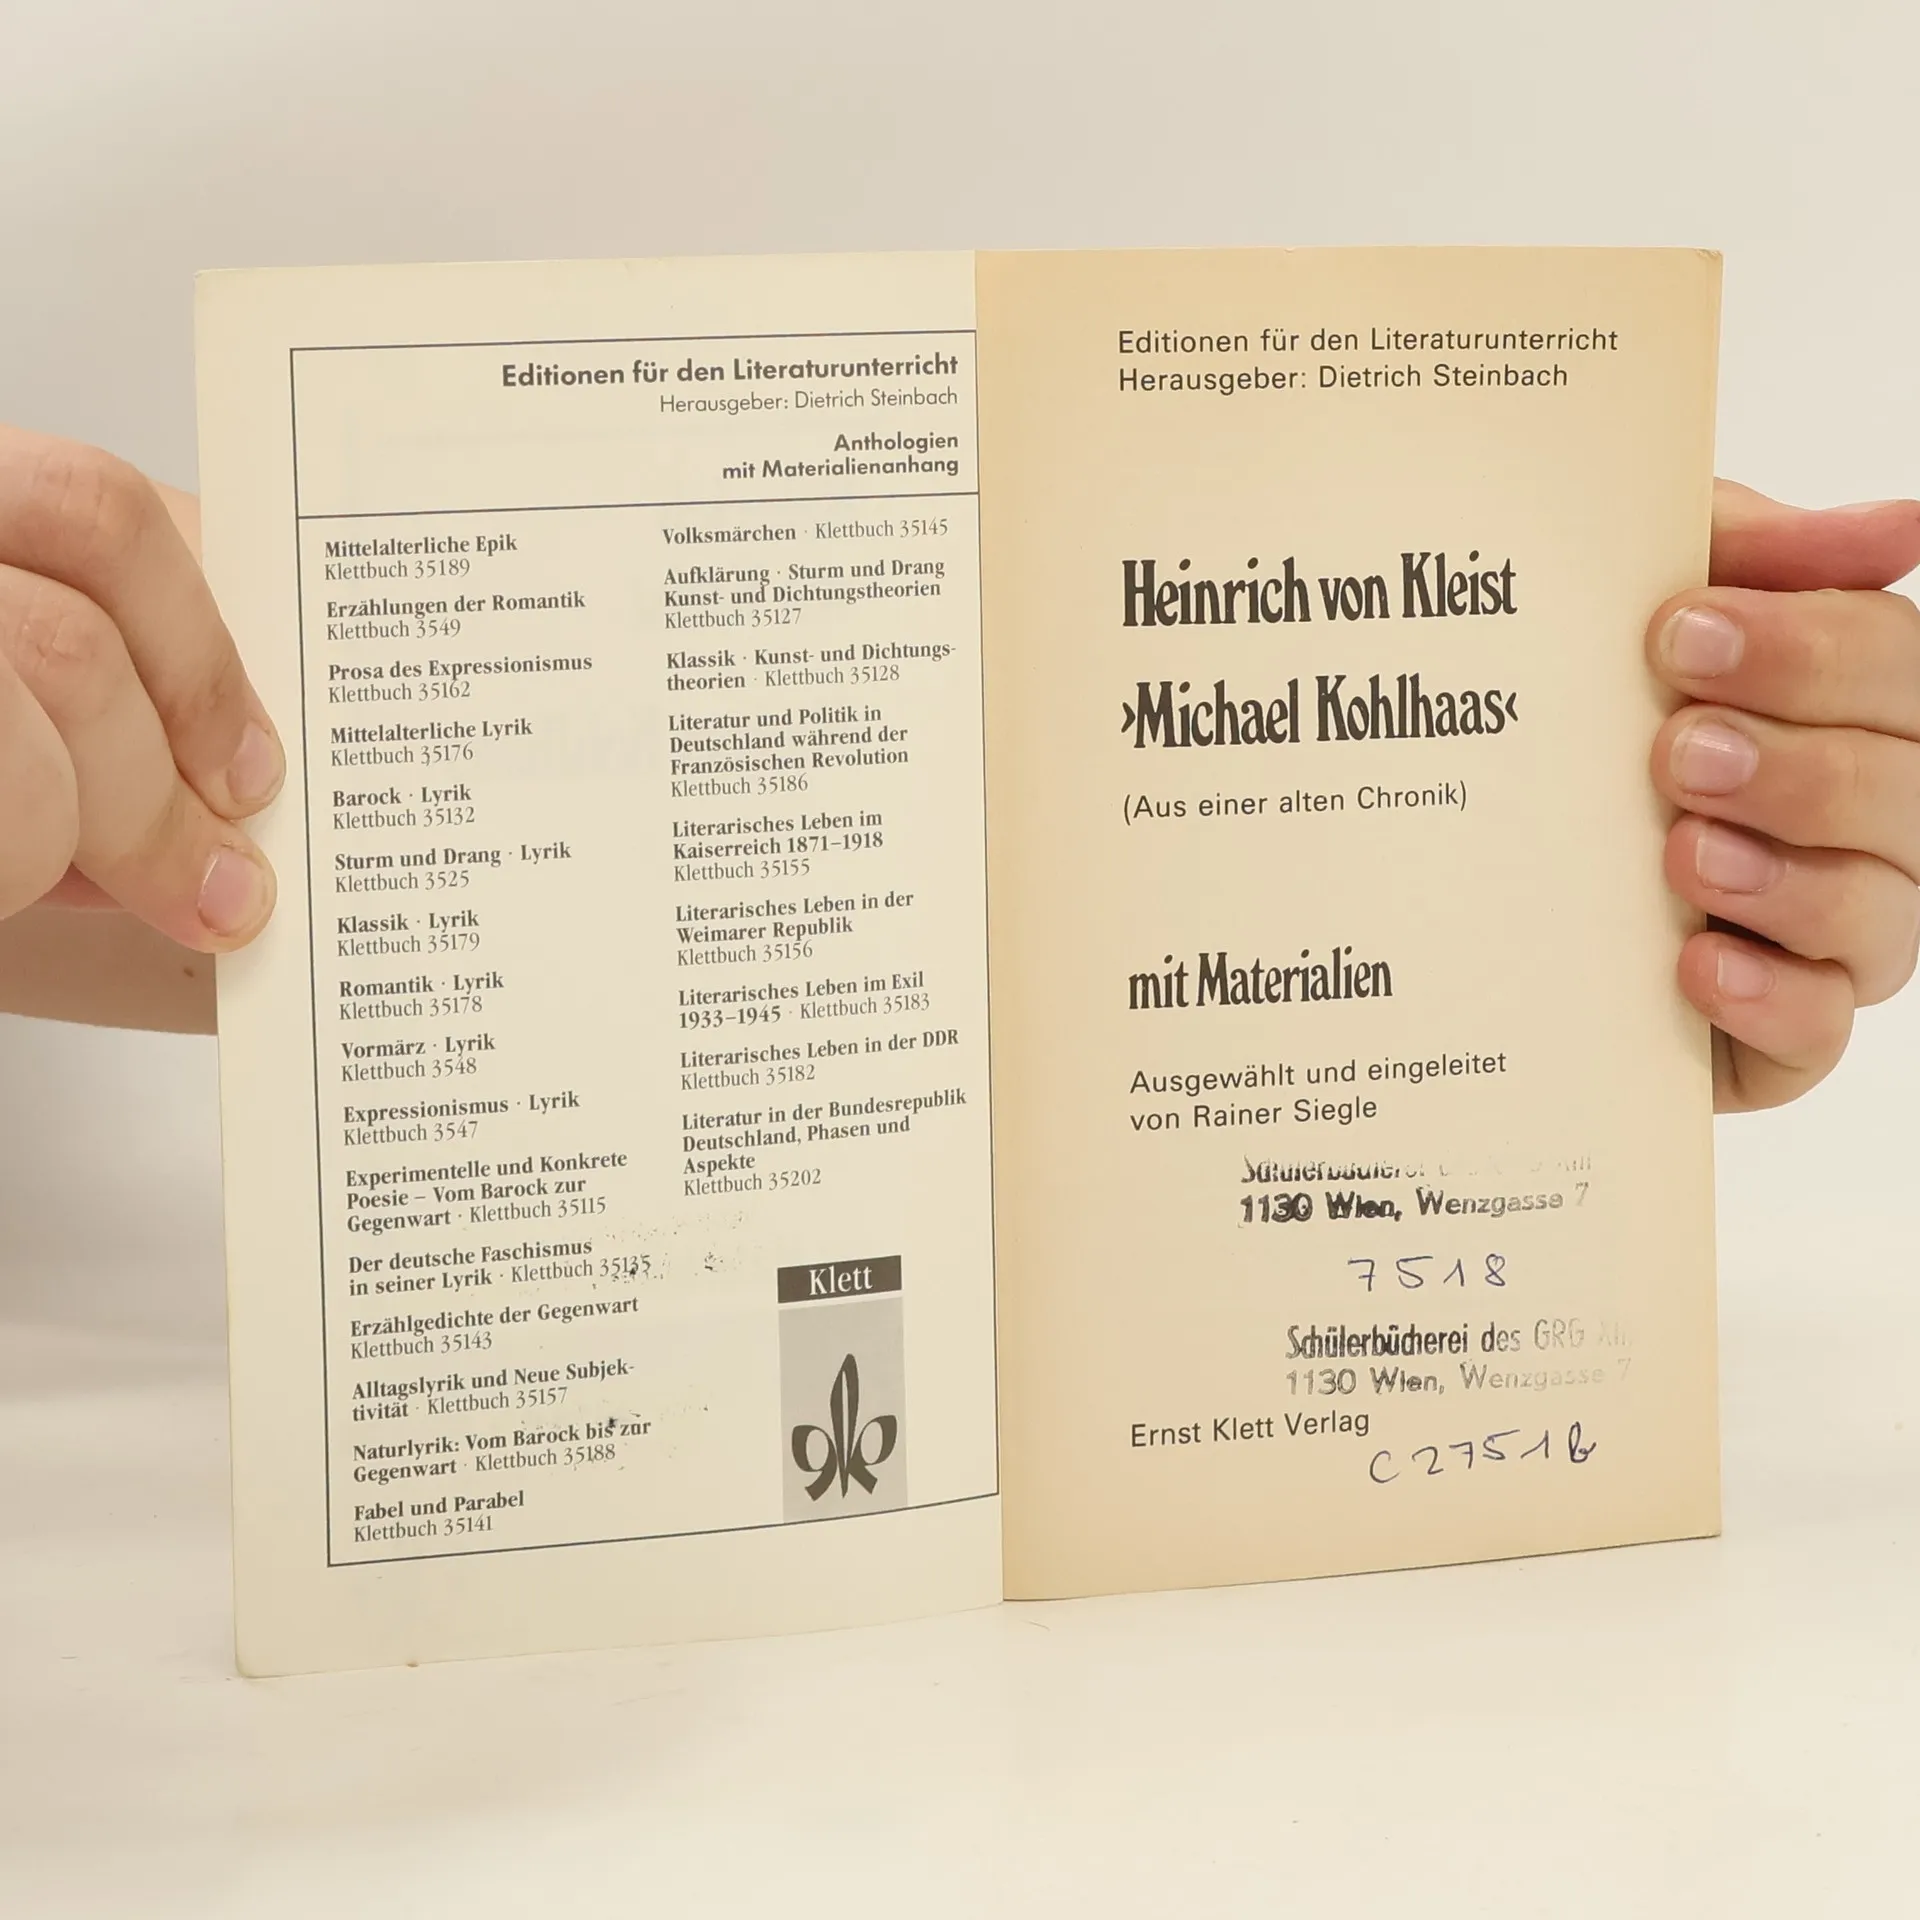 Editionen für den Literaturunterricht
Herausgeber: Dietrich Steinbach
Anthologien
mit Materialienanhang
Mittelalterliche Epik
Klettbuch 35189
Erzählungen der Romantik
Klettbuch 3549
Prosa des Expressionismus
Klettbuch 35162
Mittelalterliche Lyrik
Klettbuch 35176
Barock · Lyrik
Klettbuch 35132
Sturm und Drang · Lyrik
Klettbuch 3525
Klassik · Lyrik
Klettbuch 35179
Romantik · Lyrik
Klettbuch 35178
Vormärz · Lyrik
Klettbuch 3548
Expressionismus · Lyrik
Klettbuch 3547
Experimentelle und Konkrete
Poesie – Vom Barock zur
Gegenwart · Klettbuch 35115
Der deutsche Faschismus
in seiner Lyrik · Klettbuch 35135
Erzählgedichte der Gegenwart
Klettbuch 35143
Alltagslyrik und Neue Subjek-
tivität · Klettbuch 35157
Naturlyrik: Vom Barock bis zur
Gegenwart · Klettbuch 35188
Fabel und Parabel
Klettbuch 35141
Volksmärchen · Klettbuch 35145
Aufklärung · Sturm und Drang
Kunst- und Dichtungstheorien
Klettbuch 35127
Klassik · Kunst- und Dichtungs-
theorien · Klettbuch 35128
Literatur und Politik in
Deutschland während der
Französischen Revolution
Klettbuch 35186
Literarisches Leben im
Kaiserreich 1871–1918
Klettbuch 35155
Literarisches Leben in der
Weimarer Republik
Klettbuch 35156
Literarisches Leben im Exil
1933–1945 · Klettbuch 35183
Literarisches Leben in der DDR
Klettbuch 35182
Literatur in der Bundesrepublik
Deutschland, Phasen und
Aspekte
Klettbuch 35202
Klett
Editionen für den Literaturunterricht
Herausgeber: Dietrich Steinbach
Heinrich von Kleist
›Michael Kohlhaas‹
(Aus einer alten Chronik)
mit Materialien
Ausgewählt und eingeleitet
von Rainer Siegle
Schülerbücherei
1130 Wien, Wenzgasse 7
7518
Schülerbücherei des GRG
1130 Wien, Wenzgasse 7
Ernst Klett Verlag
C 2751 b